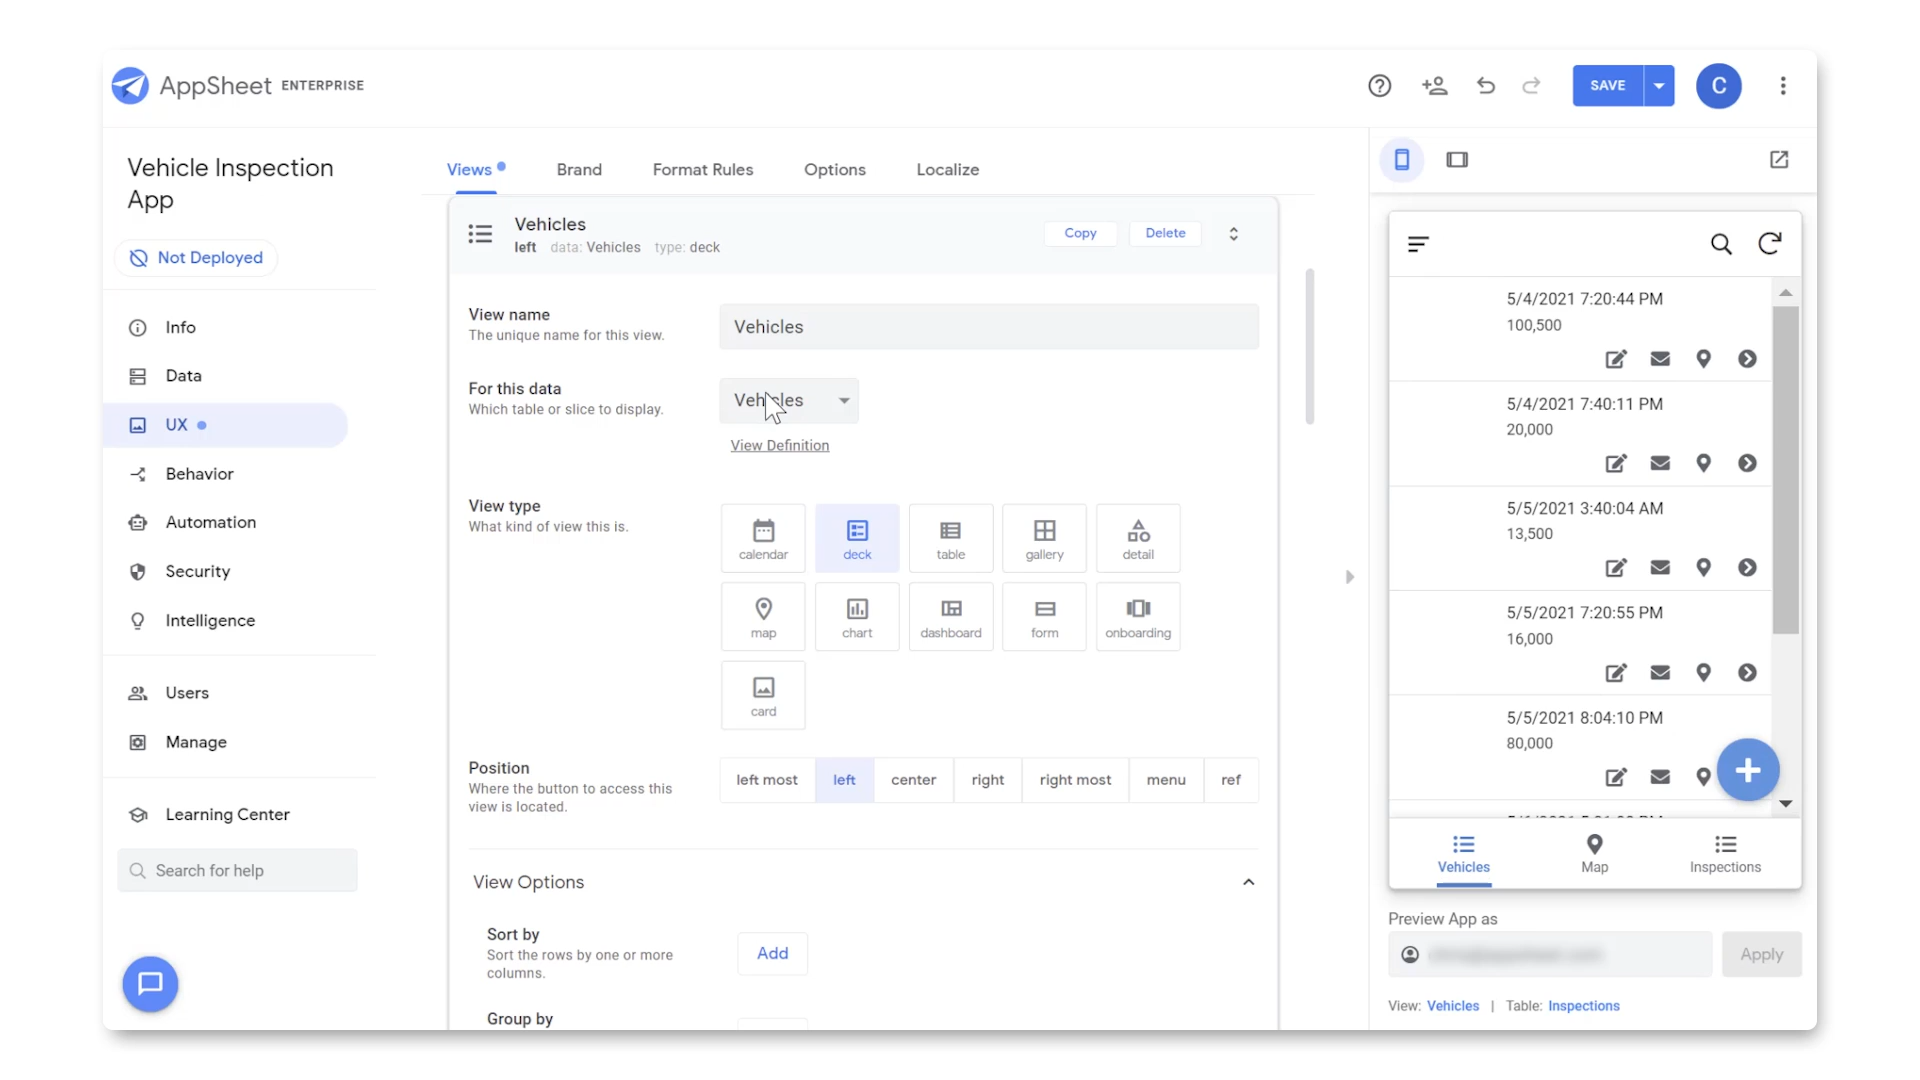 AppSheet ENTERPRISE
SAVE
C
Vehicle Inspection
App
Not Deployed
Info
Data
UX
Behavior
Automation
Security
Intelligence
Users
Manage
Learning Center
Search for help
Views
Brand
Format Rules
Options
Localize
Vehicles
left data: Vehicles type: deck
Copy
Delete
View name
The unique name for this view.
Vehicles
For this data
Which table or slice to display.
Vehicles
View Definition
View type
What kind of view this is.
calendar
deck
table
gallery
detail
map
chart
dashboard
form
onboarding
card
Position
Where the button to access this
view is located.
left most
left
center
right
right most
menu
ref
View Options
Sort by
Sort the rows by one or more
columns.
Add
Group by
5/4/2021 7:20:44 PM
100,500
5/4/2021 7:40:11 PM
20,000
5/5/2021 3:40:04 AM
13,500
5/5/2021 7:20:55 PM
16,000
5/5/2021 8:04:10 PM
80,000
Vehicles
Map
Inspections
Preview App as
Apply
View: Vehicles | Table: Inspections